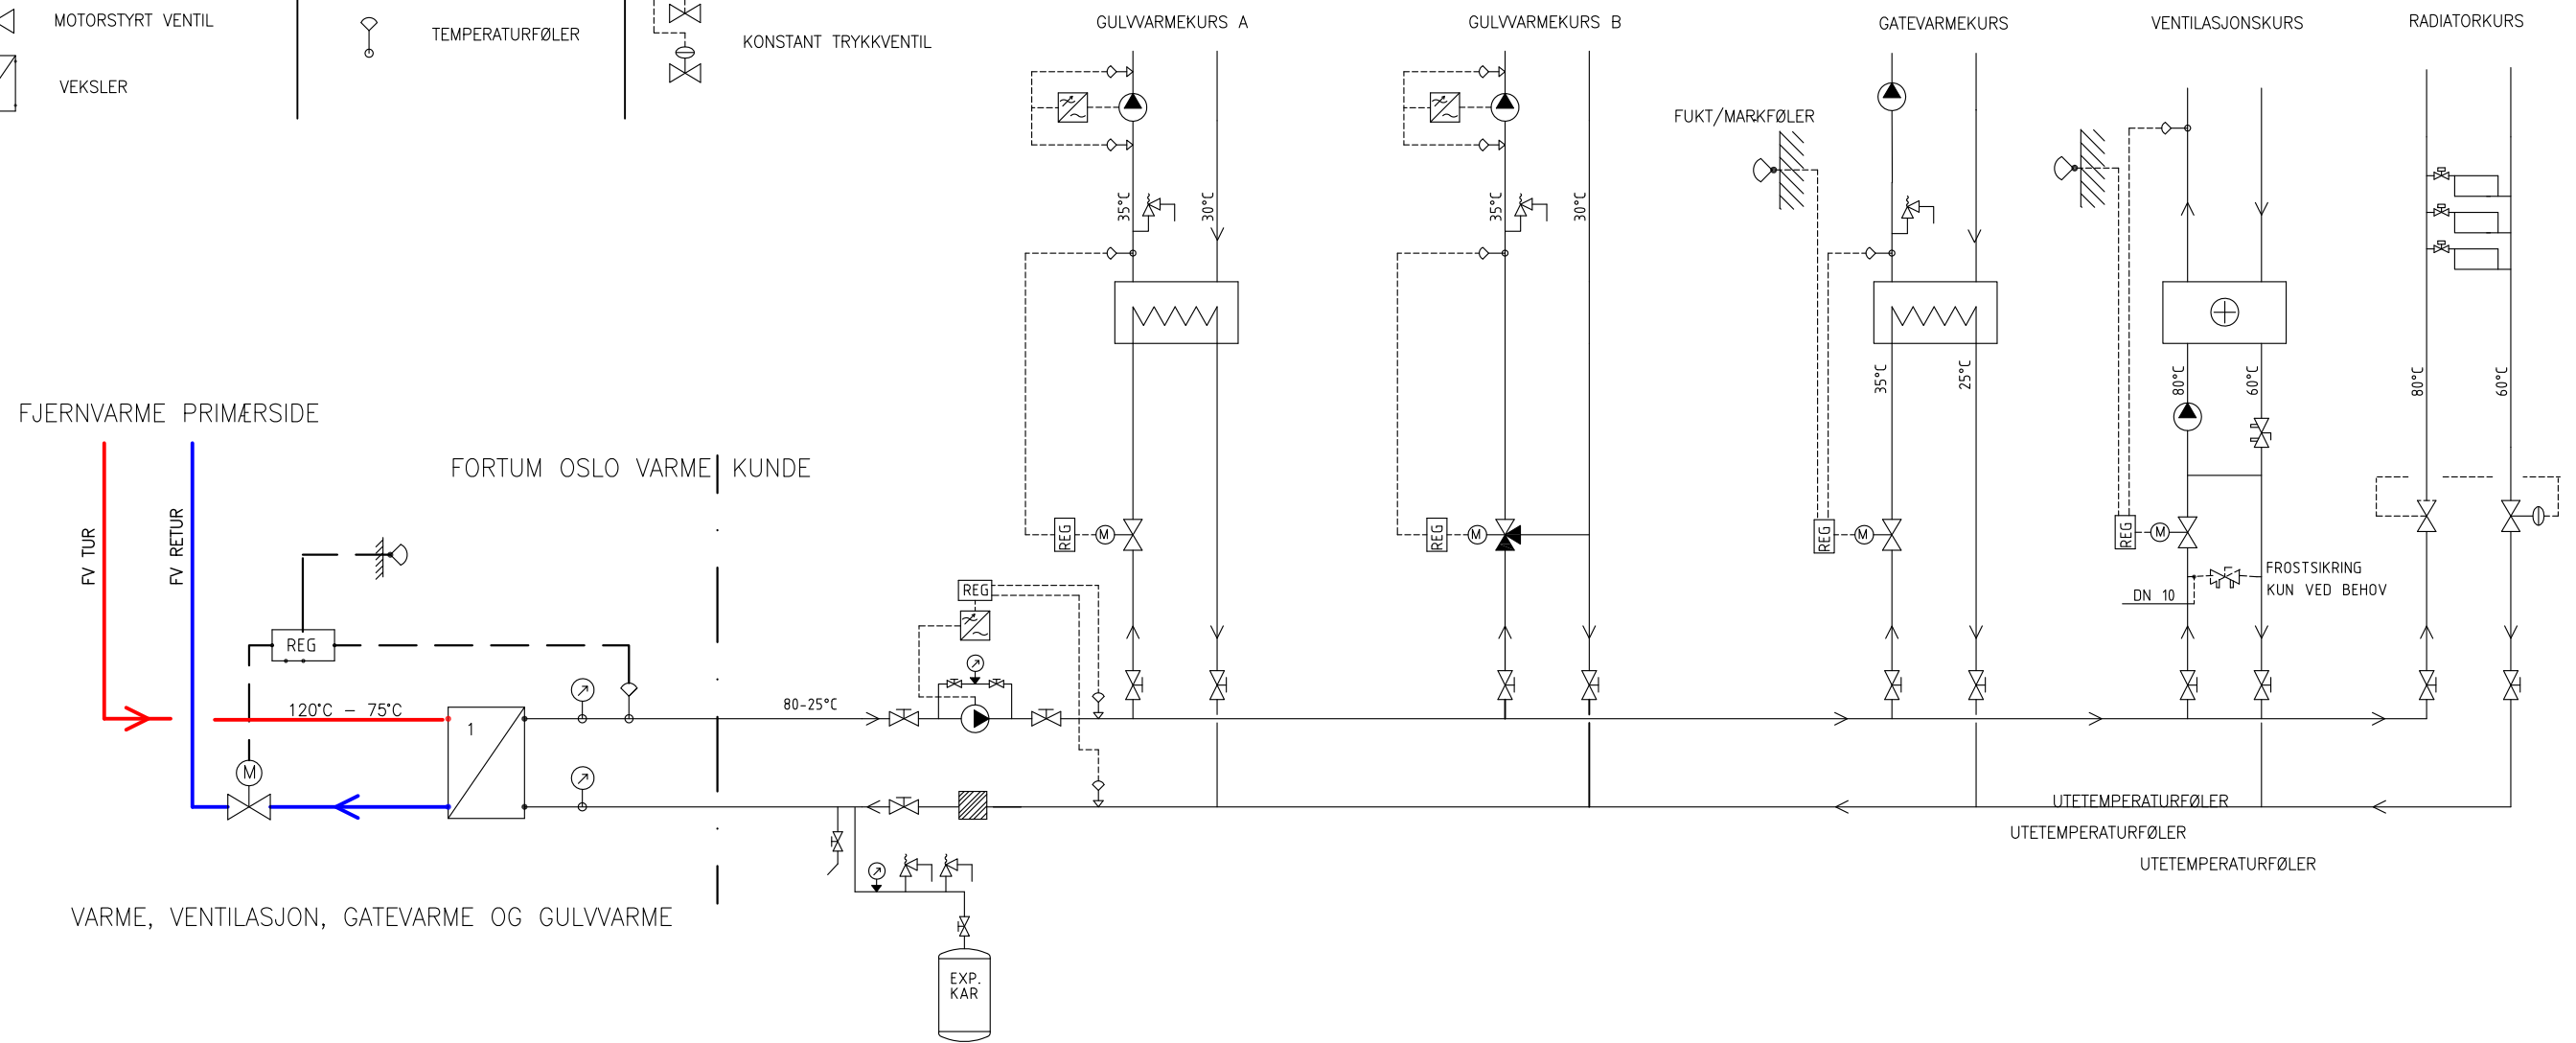 MOTORSTYRT VENTIL
VEKSLER
TEMPERATURFØLER
KONSTANT TRYKKVENTIL
GULVVARMEKURS A
GULVVARMEKURS B
GATEVARMEKURS
VENTILASJONSKURS
RADIATORKURS
FUKT/MARKFØLER
35°C
30°C
35°C
30°C
35°C
25°C
80°C
60°C
80°C
60°C
FJERNVARME PRIMÆRSIDE
FORTUM OSLO VARME
KUNDE
FV TUR
FV RETUR
REG
M
REG
M
REG
M
REG
M
REG
REG
M
120°C - 75°C
1
80-25°C
FROSTSIKRING
KUN VED BEHOV
DN 10
UTETEMPERATURFØLER
UTETEMPERATURFØLER
UTETEMPERATURFØLER
VARME, VENTILASJON, GATEVARME OG GULVVARME
EXP.
KAR